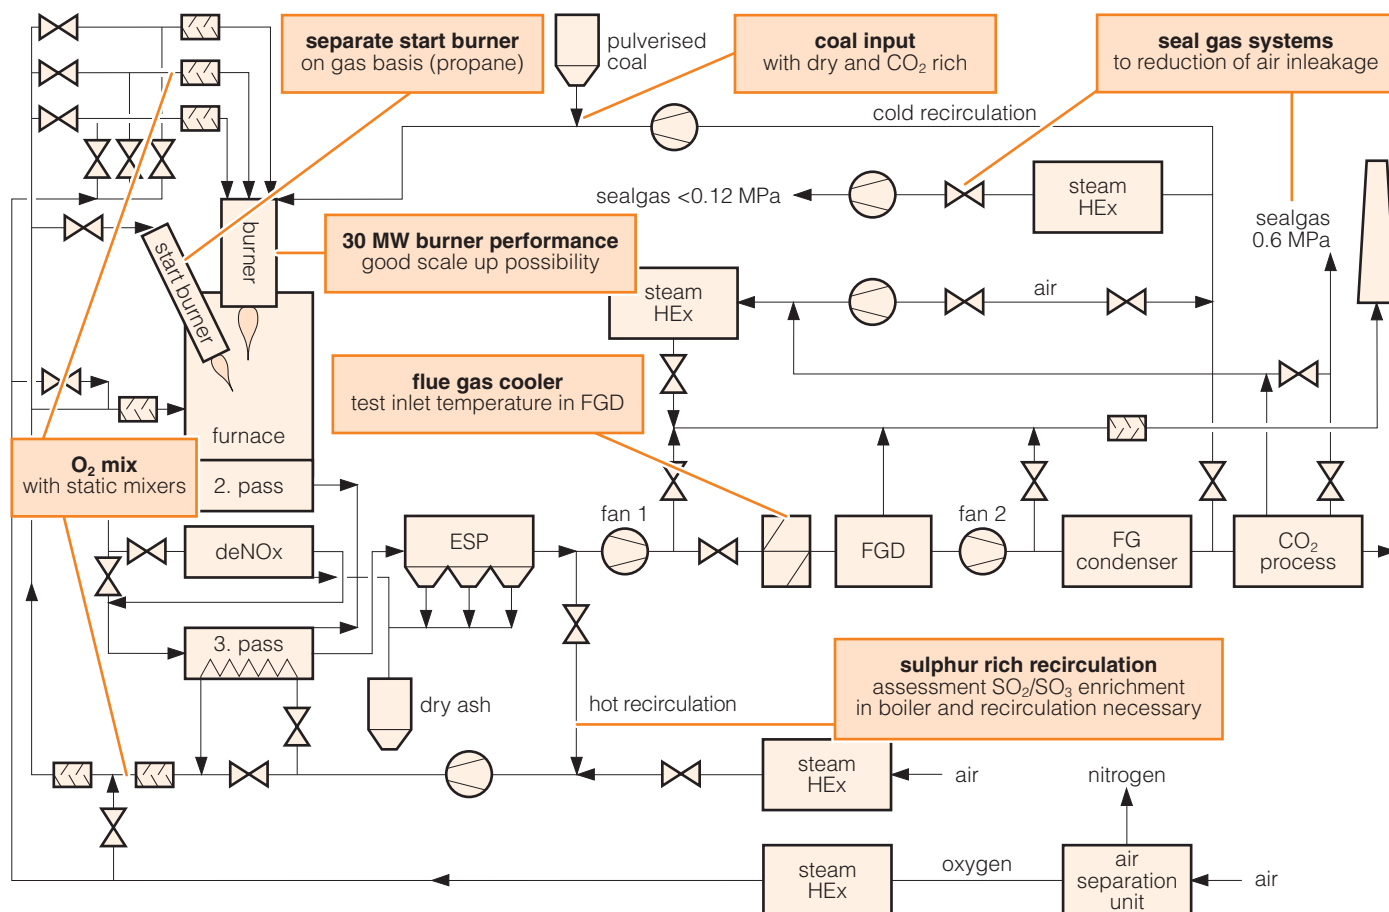 separate start burner
on gas basis (propane)
pulverised
coal
coal input
with dry and CO₂ rich
seal gas systems
to reduction of air inleakage
cold recirculation
sealgas <0.12 MPa
steam
HEx
sealgas
0.6 MPa
burner
start burner
30 MW burner performance
good scale up possibility
steam
HEx
air
flue gas cooler
test inlet temperature in FGD
furnace
O₂ mix
with static mixers
2. pass
deNOx
ESP
fan 1
FGD
fan 2
FG
condenser
CO₂
process
3. pass
dry ash
hot recirculation
sulphur rich recirculation
assessment SO₂/SO₃ enrichment
in boiler and recirculation necessary
steam
HEx
air
nitrogen
steam
HEx
oxygen
air
separation
unit
air